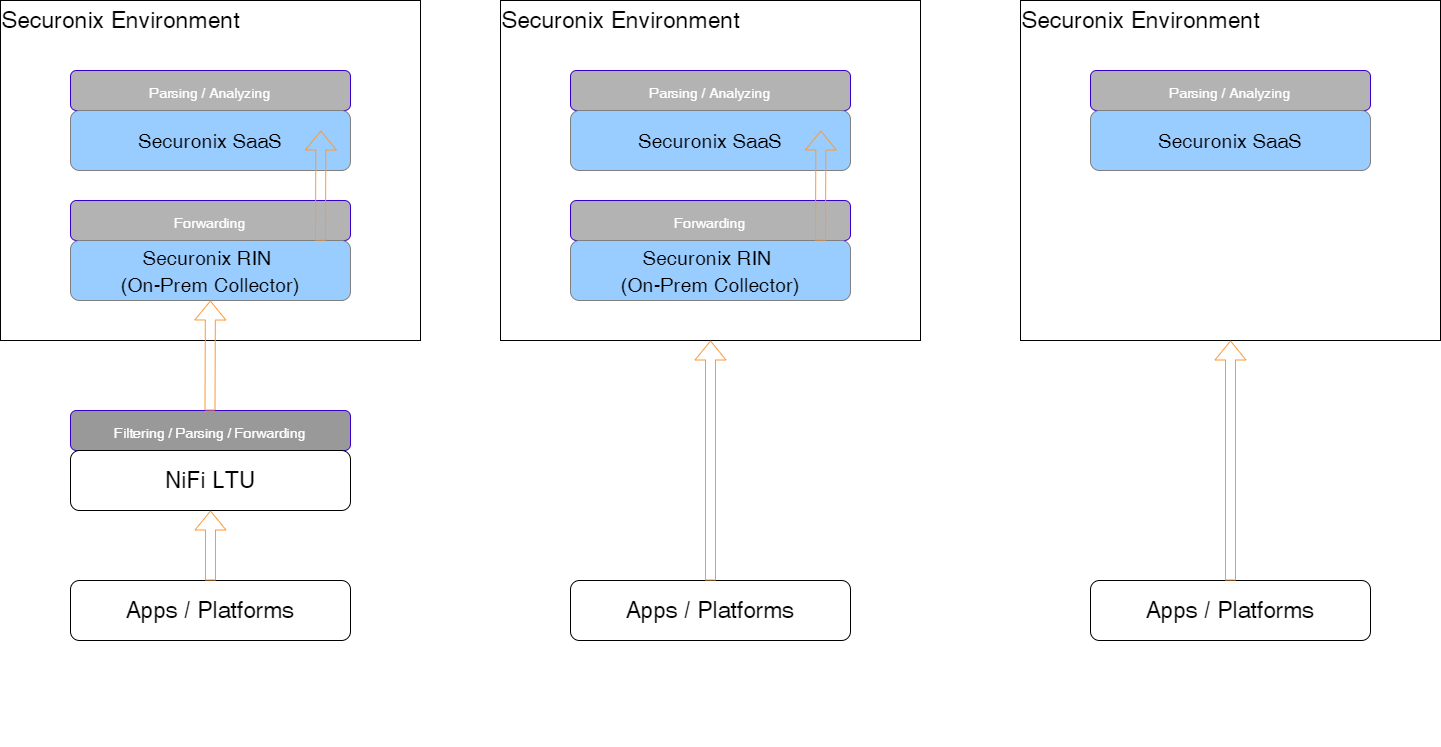 Securonix Environment
Parsing / Analyzing
Securonix SaaS
Forwarding
Securonix RIN
(On-Prem Collector)
Filtering / Parsing / Forwarding
NiFi LTU
Apps / Platforms
Securonix Environment
Parsing / Analyzing
Securonix SaaS
Forwarding
Securonix RIN
(On-Prem Collector)
Apps / Platforms
Securonix Environment
Parsing / Analyzing
Securonix SaaS
Apps / Platforms